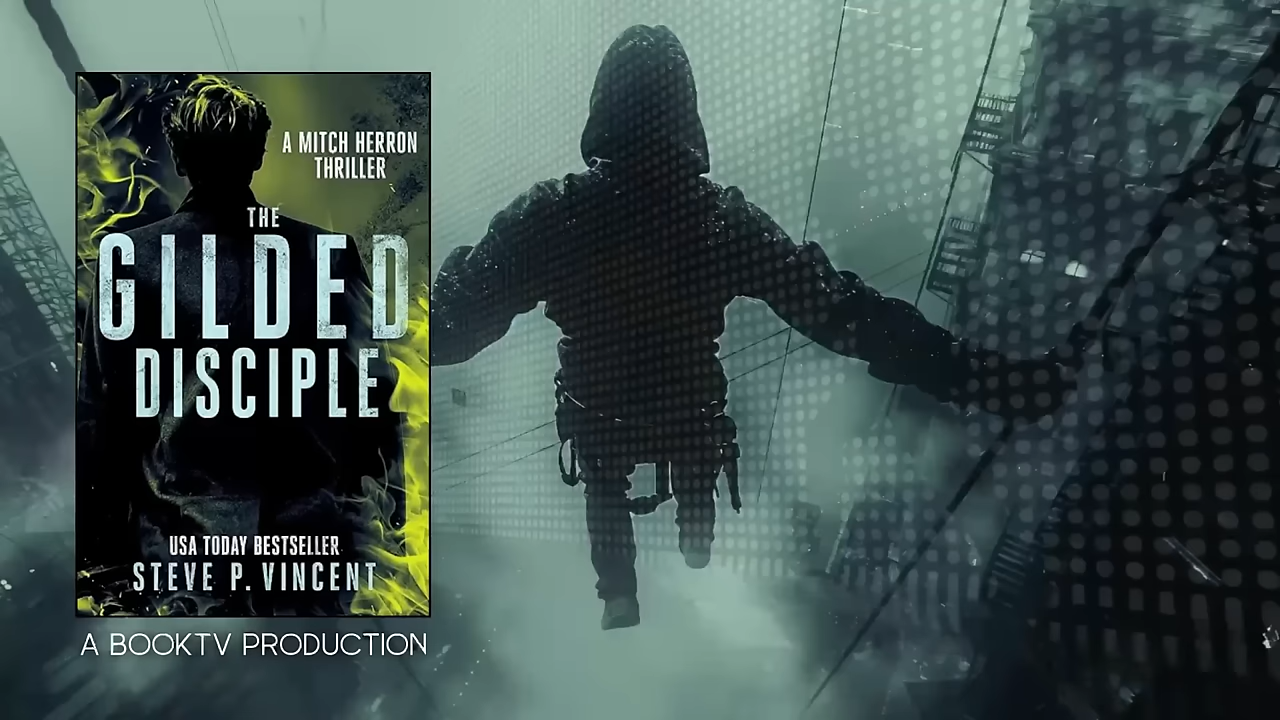 A MITCH HERRON
THRILLER
THE
GILDED
DISCIPLE
USA TODAY BESTSELLER
STEVE P. VINCENT
A BOOKTV PRODUCTION